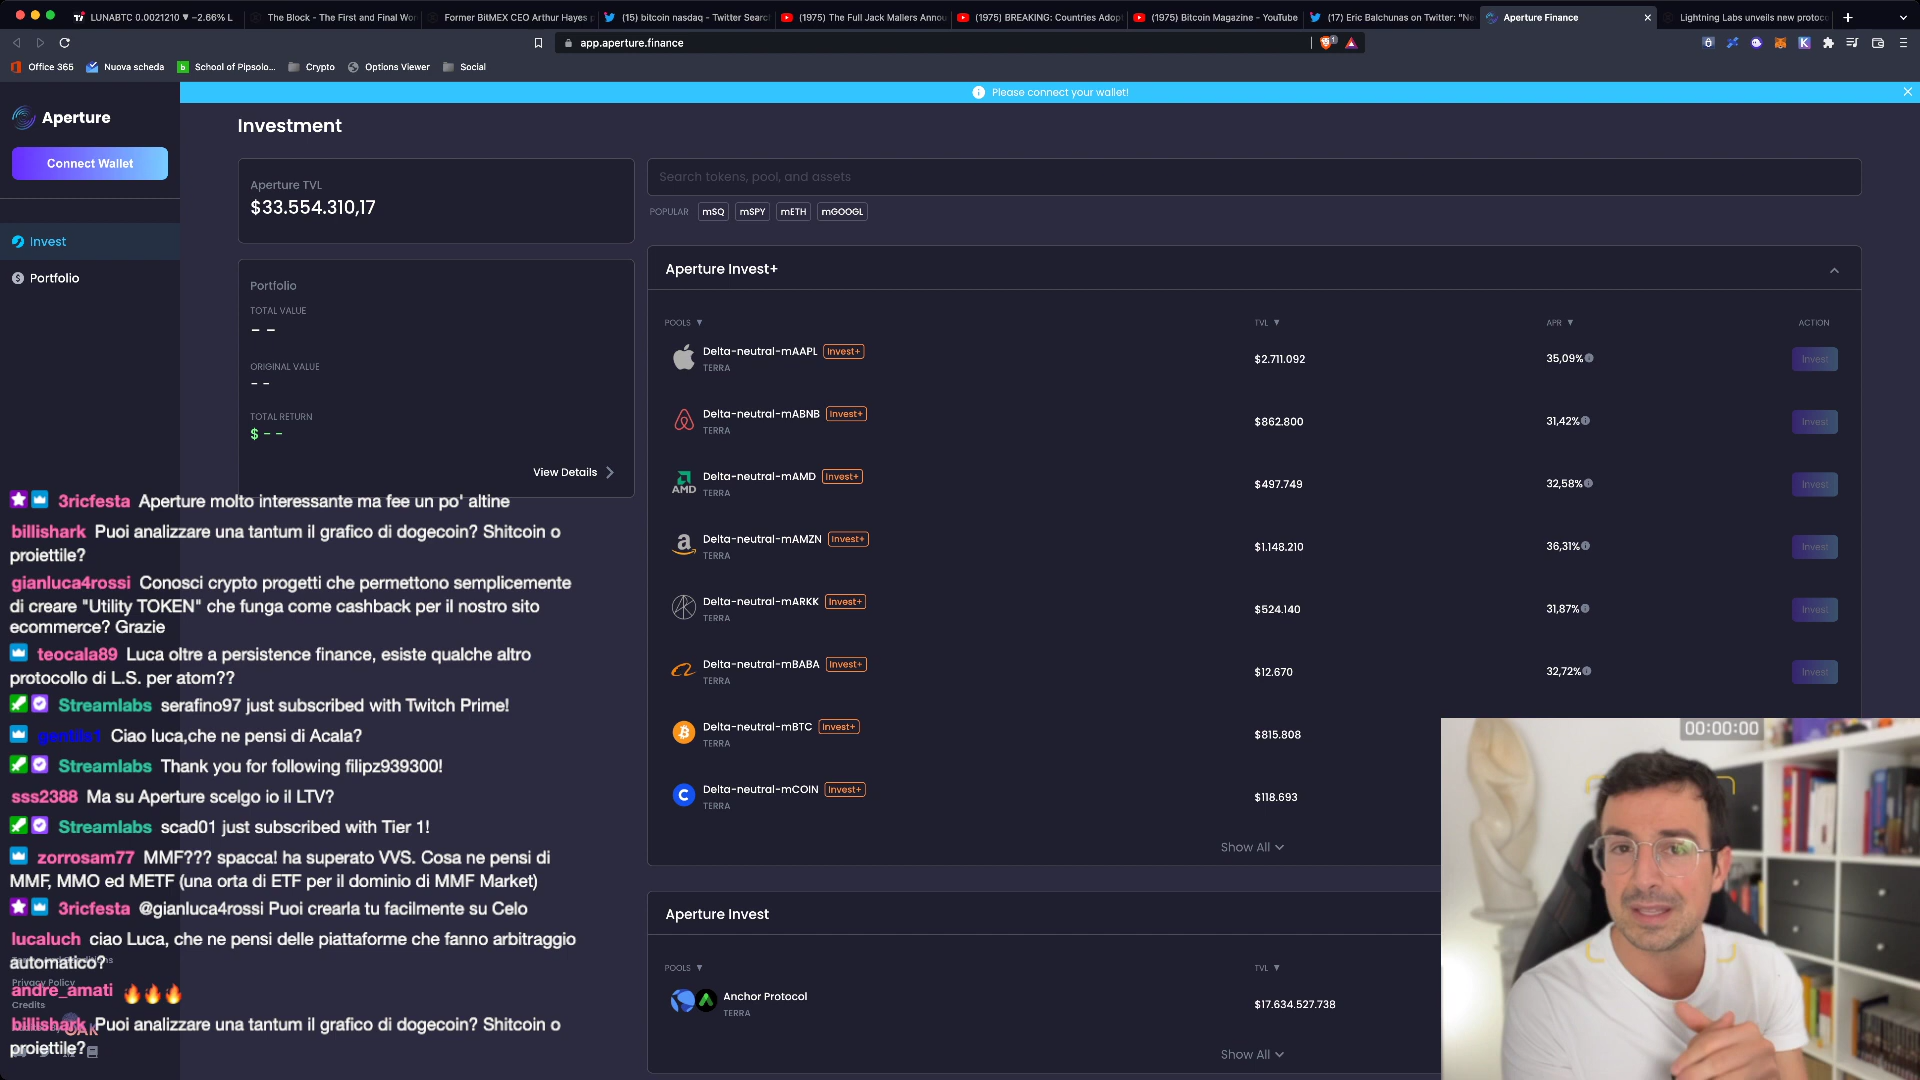 LUNABTC 0.0021210 ▼ −2.66% L
The Block - The First and Final Wor
Former BitMEX CEO Arthur Hayes p
(15) bitcoin nasdaq - Twitter Searc
(1975) The Full Jack Mallers Annou
(1975) BREAKING: Countries Adop
(1975) Bitcoin Magazine - YouTube
(17) Eric Balchunas on Twitter: "Ne
Aperture Finance
Lightning Labs unveils new protoco
app.aperture.finance
Office 365
Nuova scheda
School of Pipsolo...
Crypto
Options Viewer
Social
Please connect your wallet!
Aperture
Connect Wallet
Invest
Portfolio
Investment
Aperture TVL
$33.554.310,17
Portfolio
TOTAL VALUE
– –
ORIGINAL VALUE
– –
TOTAL RETURN
$ – –
View Details
Search tokens, pool, and assets
POPULAR mSQ mSPY mETH mGOOGL
Aperture Invest+
POOLS ▼ TVL ▼ APR ▼ ACTION
Delta-neutral-mAAPL Invest+
TERRA
$2.711.092 35,09% Invest
Delta-neutral-mABNB Invest+
TERRA
$862.800 31,42% Invest
AMD
Delta-neutral-mAMD Invest+
TERRA
$497.749 32,58% Invest
Delta-neutral-mAMZN Invest+
TERRA
$1.148.210 36,31% Invest
Delta-neutral-mARKK Invest+
TERRA
$524.140 31,87% Invest
Delta-neutral-mBABA Invest+
TERRA
$12.670 32,72% Invest
Delta-neutral-mBTC Invest+
TERRA
$815.808
Delta-neutral-mCOIN Invest+
TERRA
$118.693
Show All
Aperture Invest
POOLS ▼ TVL ▼
Anchor Protocol
TERRA
$17.634.527.738
Show All
00:00:00
3ricfesta Aperture molto interessante ma fee un po' altine
billishark Puoi analizzare una tantum il grafico di dogecoin? Shitcoin o
proiettile?
gianluca4rossi Conosci crypto progetti che permettono semplicemente
di creare "Utility TOKEN" che funga come cashback per il nostro sito
ecommerce? Grazie
teocala89 Luca oltre a persistence finance, esiste qualche altro
protocollo di L.S. per atom??
Streamlabs serafino97 just subscribed with Twitch Prime!
Ciao luca,che ne pensi di Acala?
Streamlabs Thank you for following filipz939300!
sss2388 Ma su Aperture scelgo io il LTV?
Streamlabs scad01 just subscribed with Tier 1!
zorrosam77 MMF??? spacca! ha superato VVS. Cosa ne pensi di
MMF, MMO ed METF (una orta di ETF per il dominio di MMF Market)
3ricfesta @gianluca4rossi Puoi crearla tu facilmente su Celo
lucaluch ciao Luca, che ne pensi delle piattaforme che fanno arbitraggio
automatico?
Privacy Policy
andre_amati 🔥🔥🔥
Credits
billishark Puoi analizzare una tantum il grafico di dogecoin? Shitcoin o
proiettile?